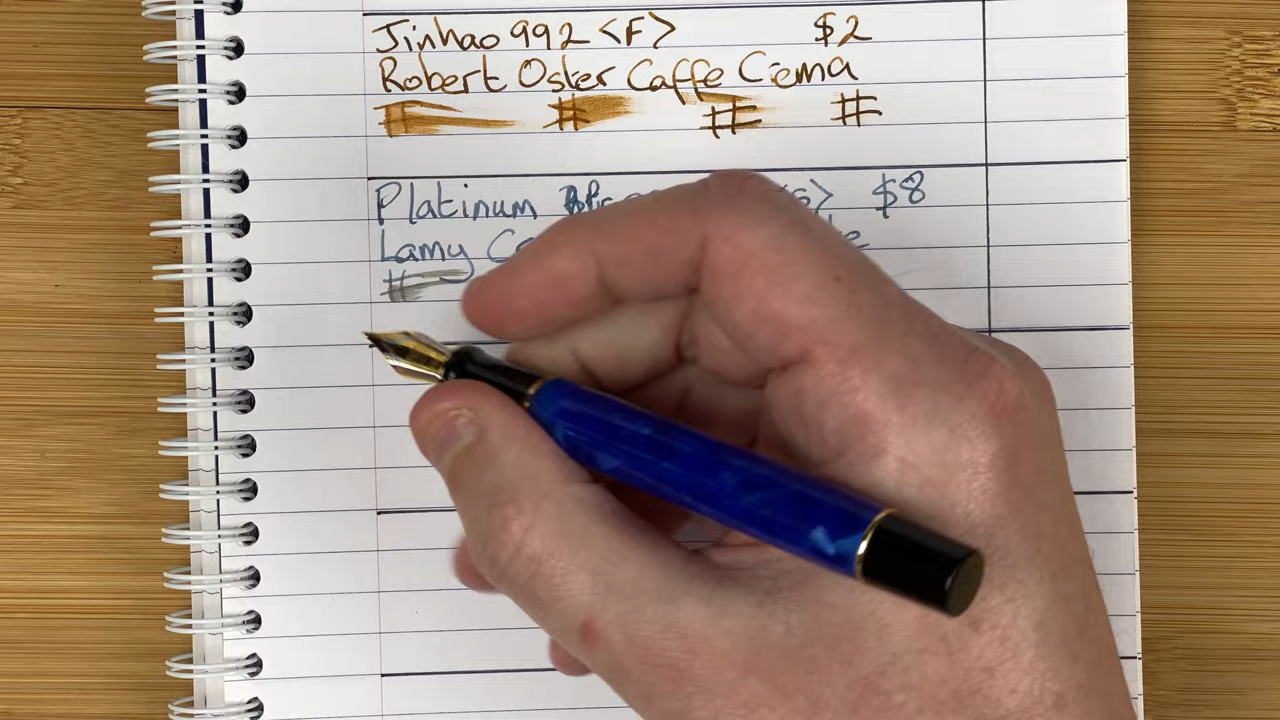 Jinhao 992 <F> $2
Robert Oster Caffe Crema
# # # #
Platinum $8
Lamy
#